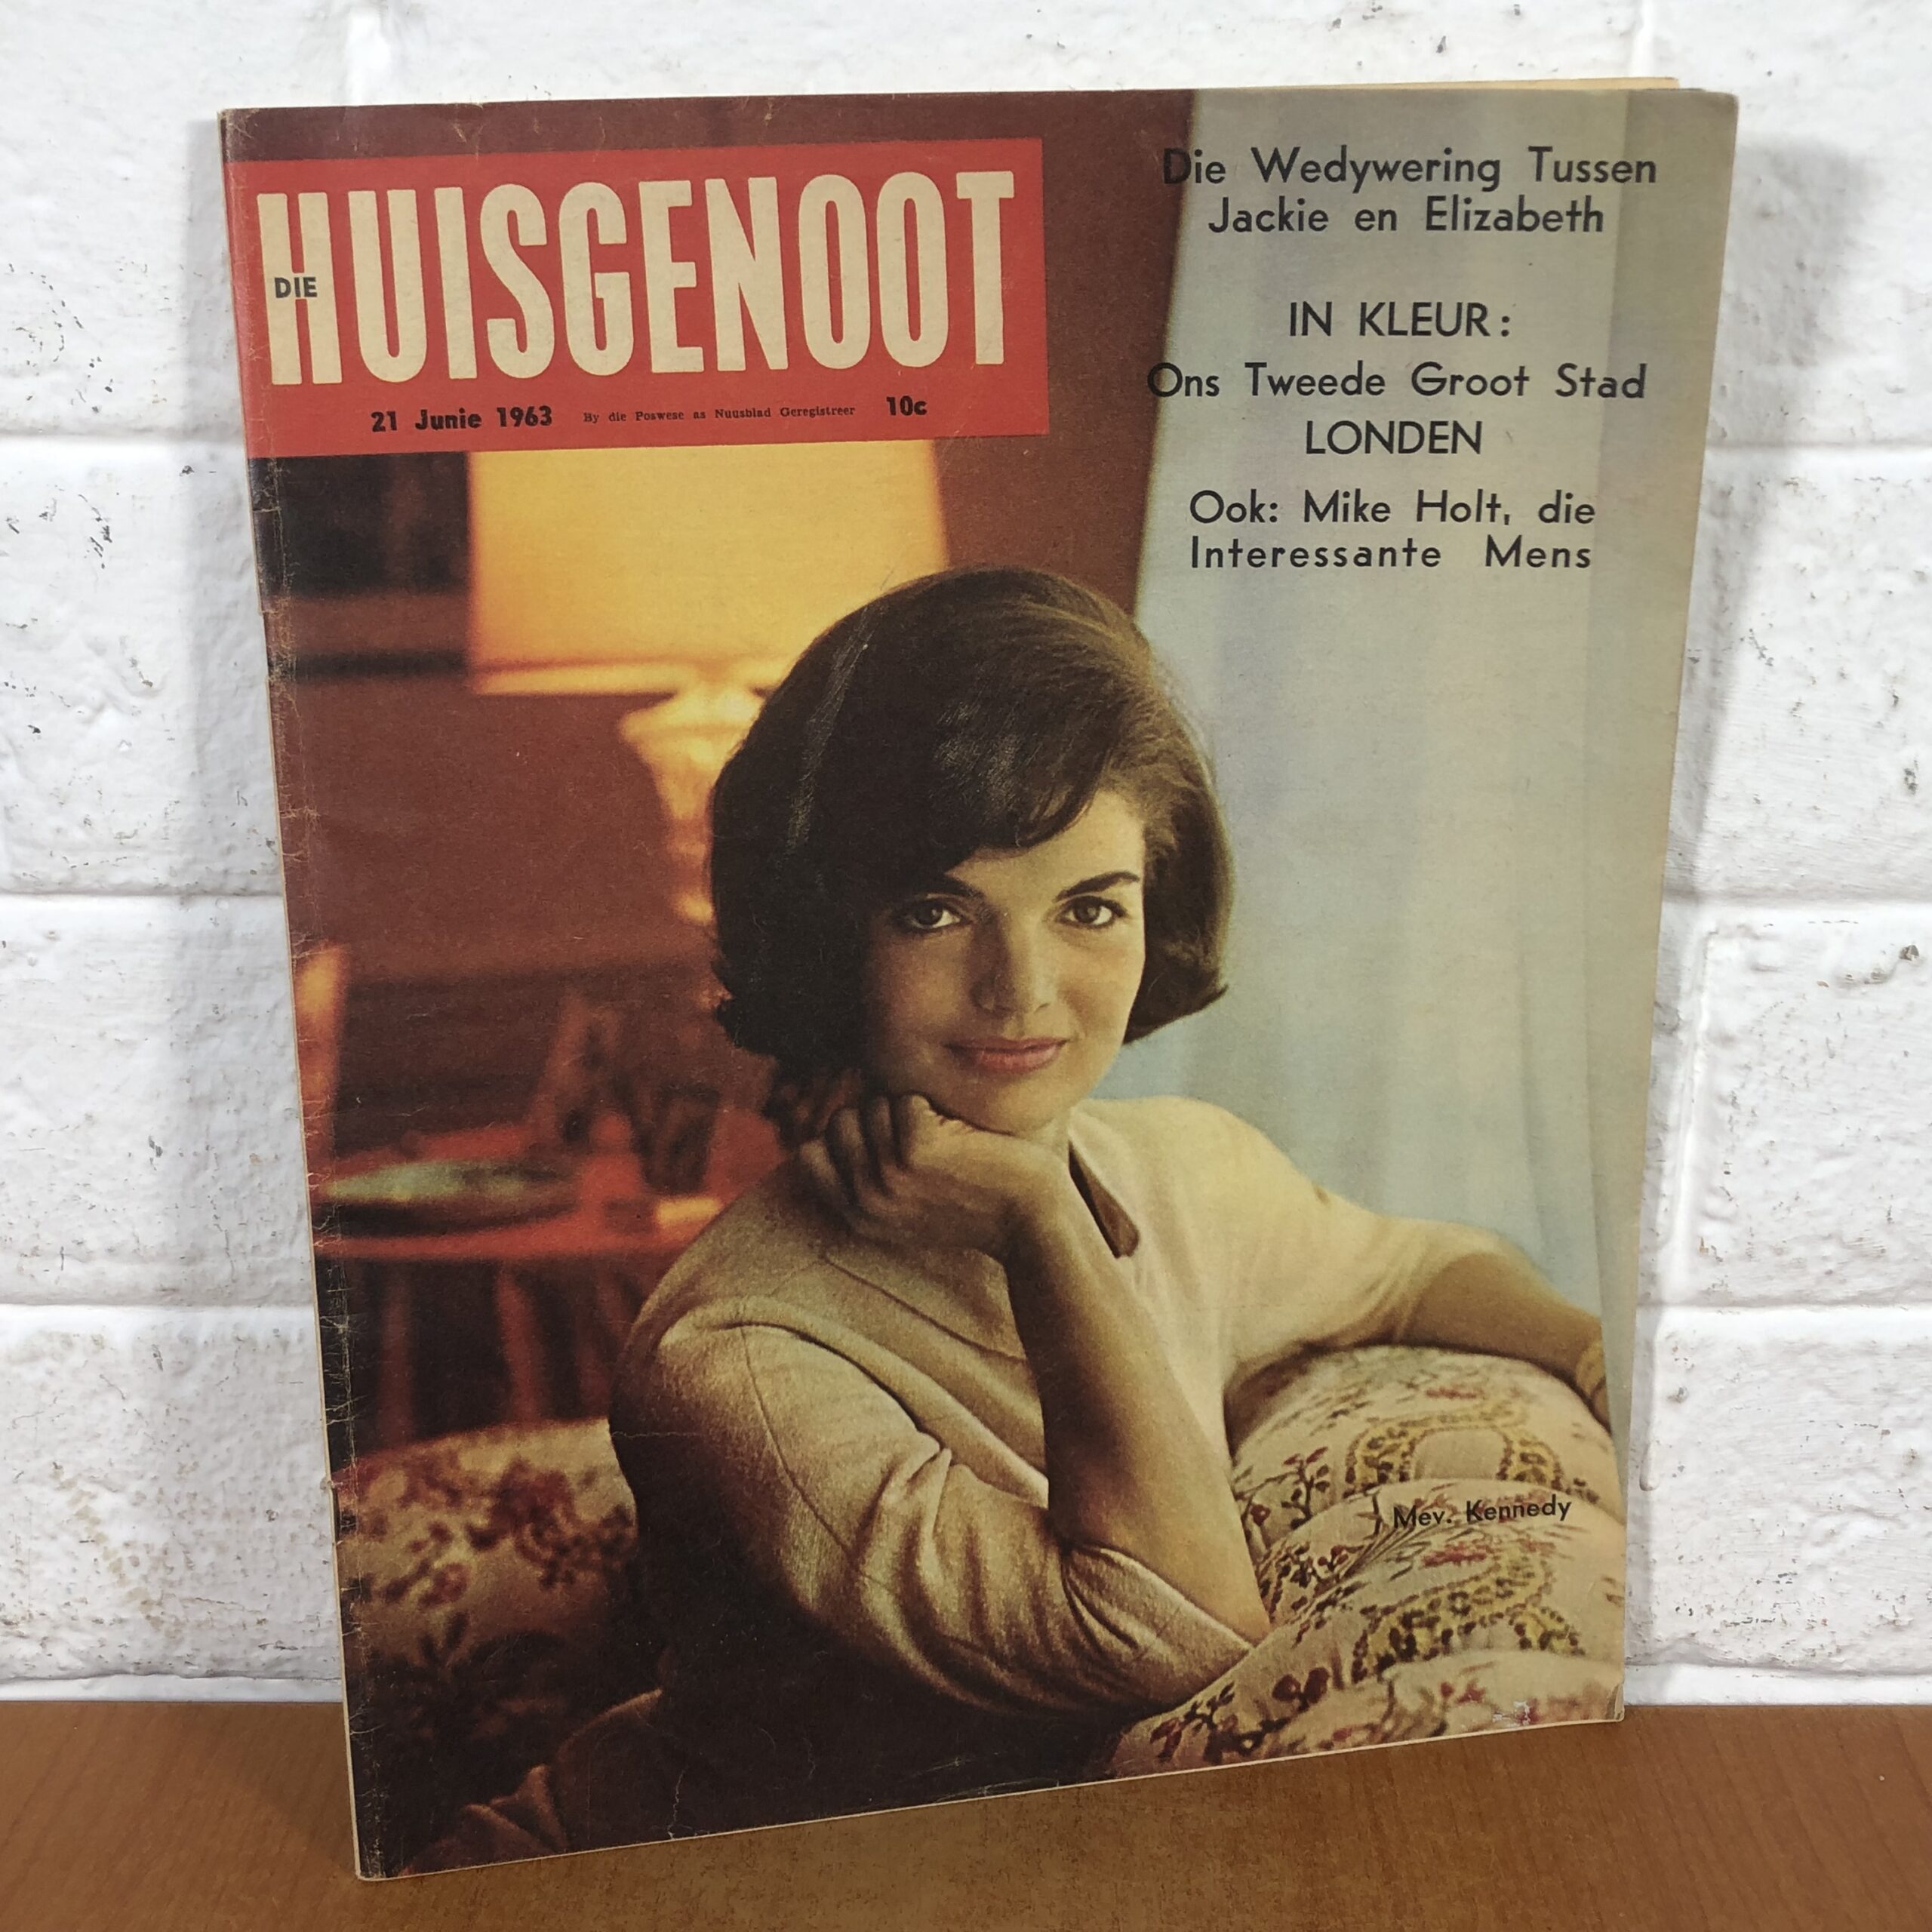 DIE HUISGENOOT
21 Junie 1963 By die Poswese as Nuusblad Geregistreer 10c
Die Wedywering Tussen
Jackie en Elizabeth
IN KLEUR:
Ons Tweede Groot Stad
LONDEN
Ook: Mike Holt, die
Interessante Mens
Mev. Kennedy